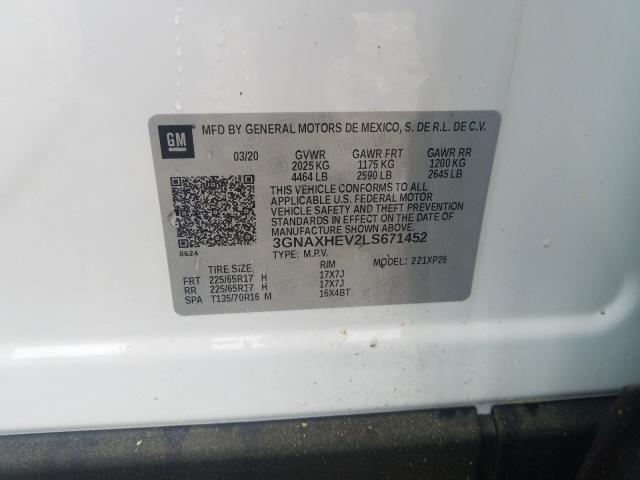 GM
MFD BY GENERAL MOTORS DE MEXICO, S. DE R.L. DE C.V.
03/20 GVWR GAWR FRT GAWR RR
2025 KG 1175 KG 1200 KG
4464 LB 2590 LB 2645 LB
THIS VEHICLE CONFORMS TO ALL
APPLICABLE U.S. FEDERAL MOTOR
VEHICLE SAFETY AND THEFT PREVENTION
STANDARDS IN EFFECT ON THE DATE OF
MANUFACTURE SHOWN ABOVE.
8624 3GNAXHEV2LS671452
TYPE: M.P.V. MODEL: 221XP26
TIRE SIZE RIM
FRT 225/65R17 H 17X7J
RR 225/65R17 H 17X7J
SPA T135/70R16 M 16X4BT